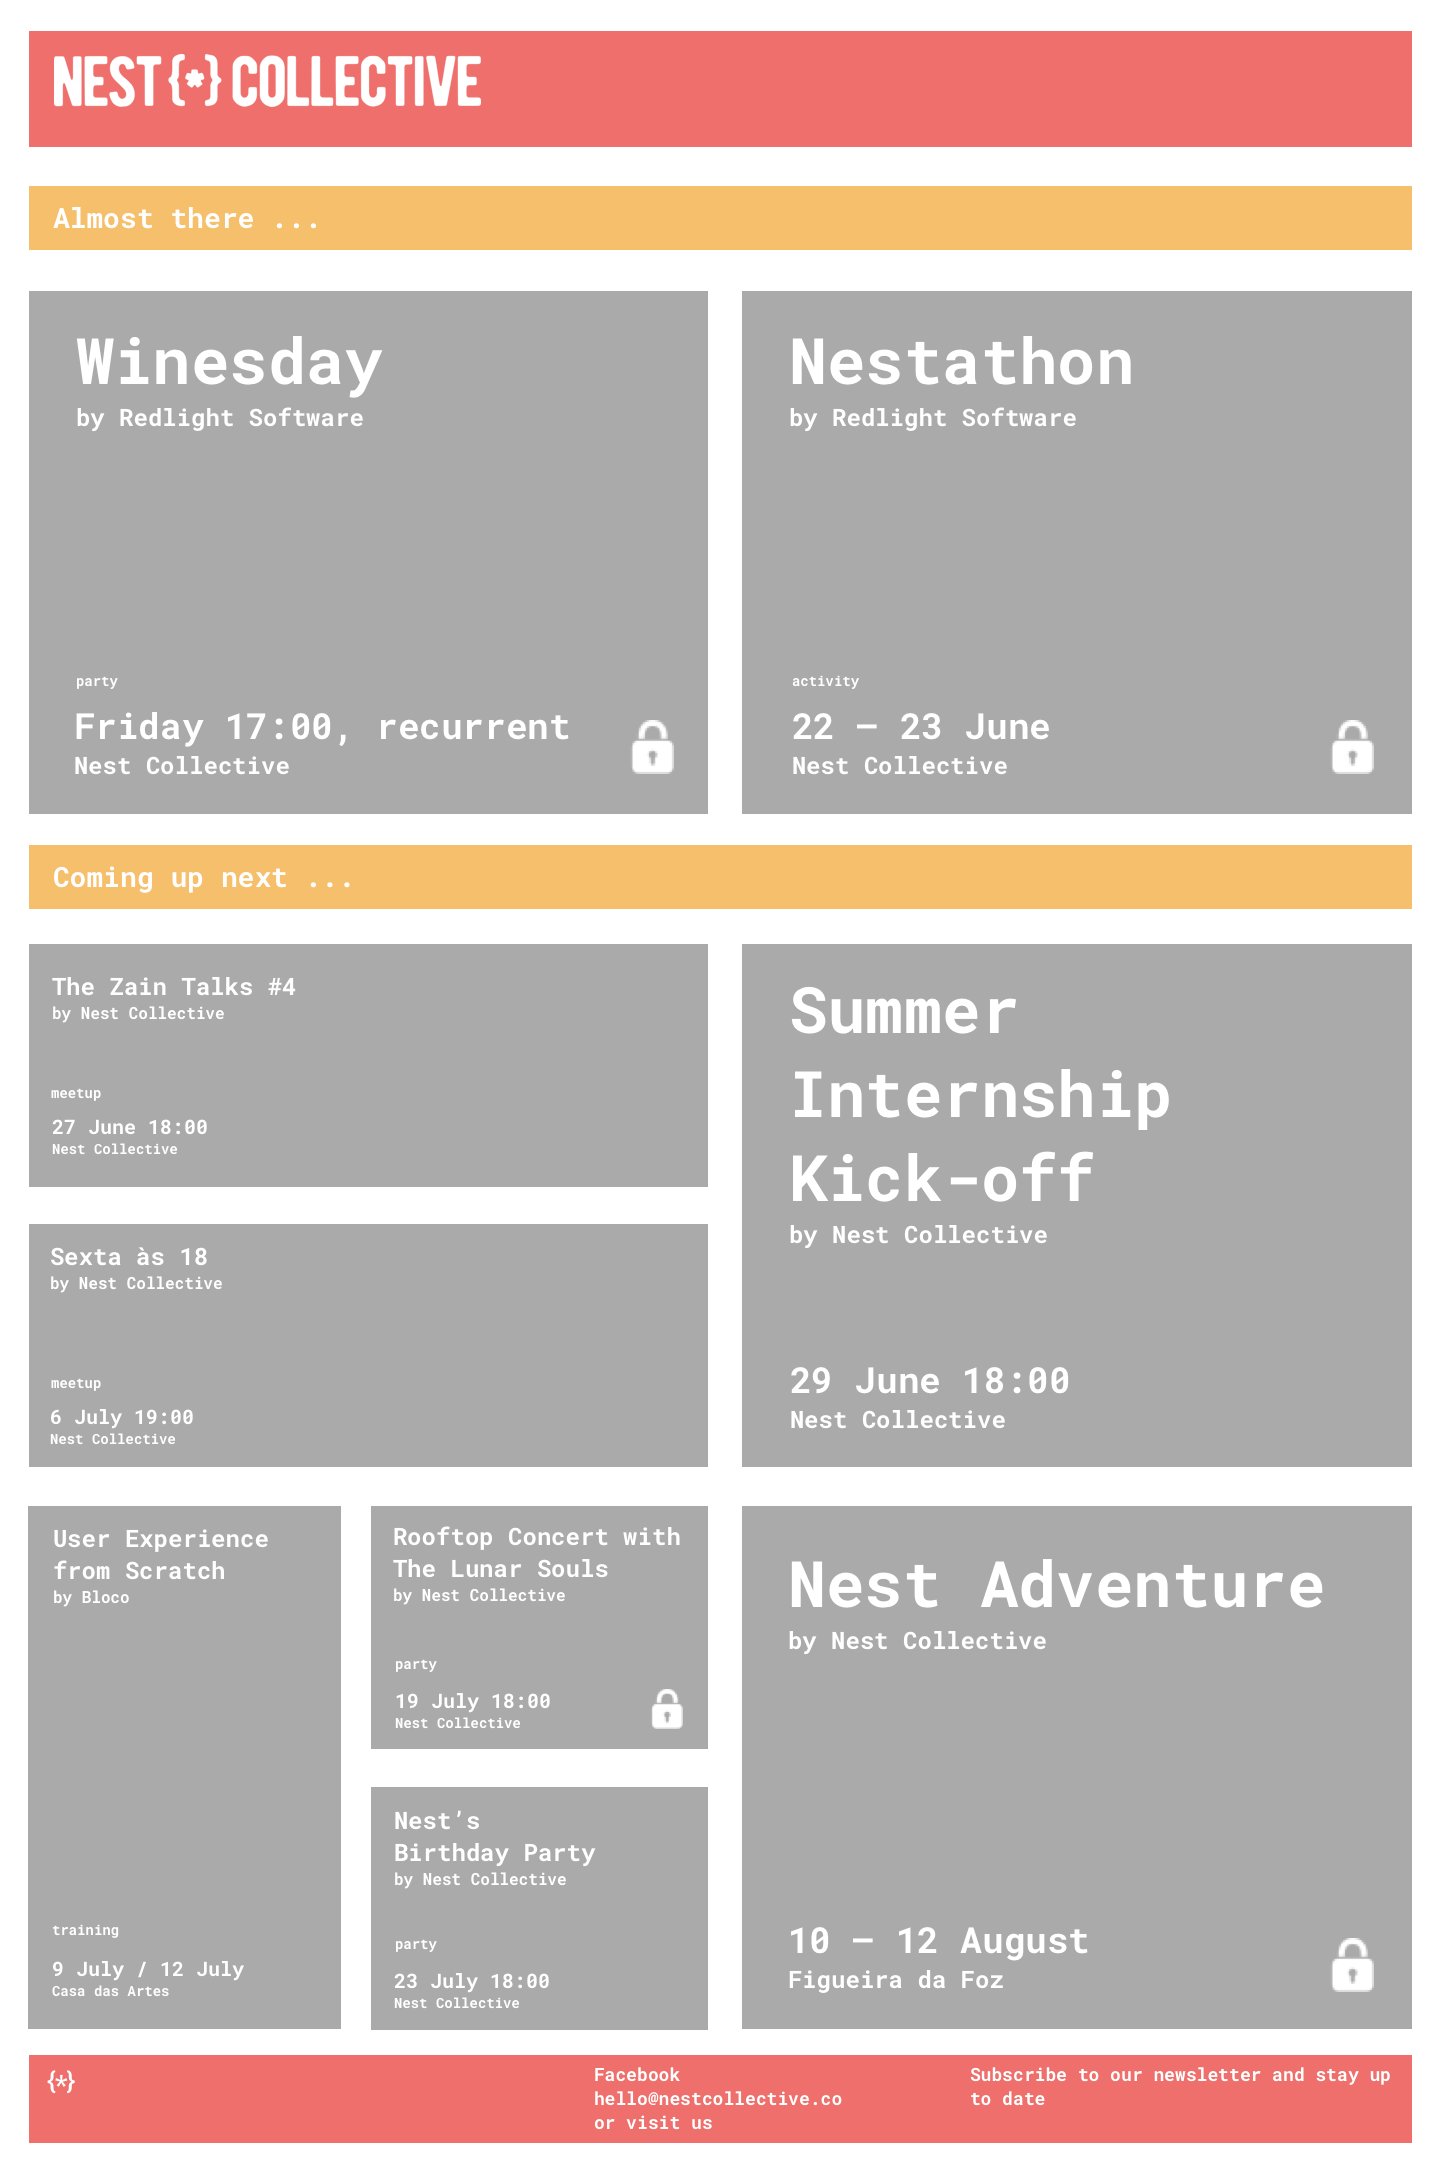 NEST {*} COLLECTIVE
Almost there ...
Winesday
by Redlight Software
party
Friday 17:00, recurrent
Nest Collective
Nestathon
by Redlight Software
activity
22 – 23 June
Nest Collective
Coming up next ...
The Zain Talks #4
by Nest Collective
meetup
27 June 18:00
Nest Collective
Sexta às 18
by Nest Collective
meetup
6 July 19:00
Nest Collective
Summer
Internship
Kick-off
by Nest Collective
29 June 18:00
Nest Collective
User Experience
from Scratch
by Bloco
training
9 July / 12 July
Casa das Artes
Rooftop Concert with
The Lunar Souls
by Nest Collective
party
19 July 18:00
Nest Collective
Nest’s
Birthday Party
by Nest Collective
party
23 July 18:00
Nest Collective
Nest Adventure
by Nest Collective
10 – 12 August
Figueira da Foz
{*}
Facebook
hello@nestcollective.co
or visit us
Subscribe to our newsletter and stay up
to date